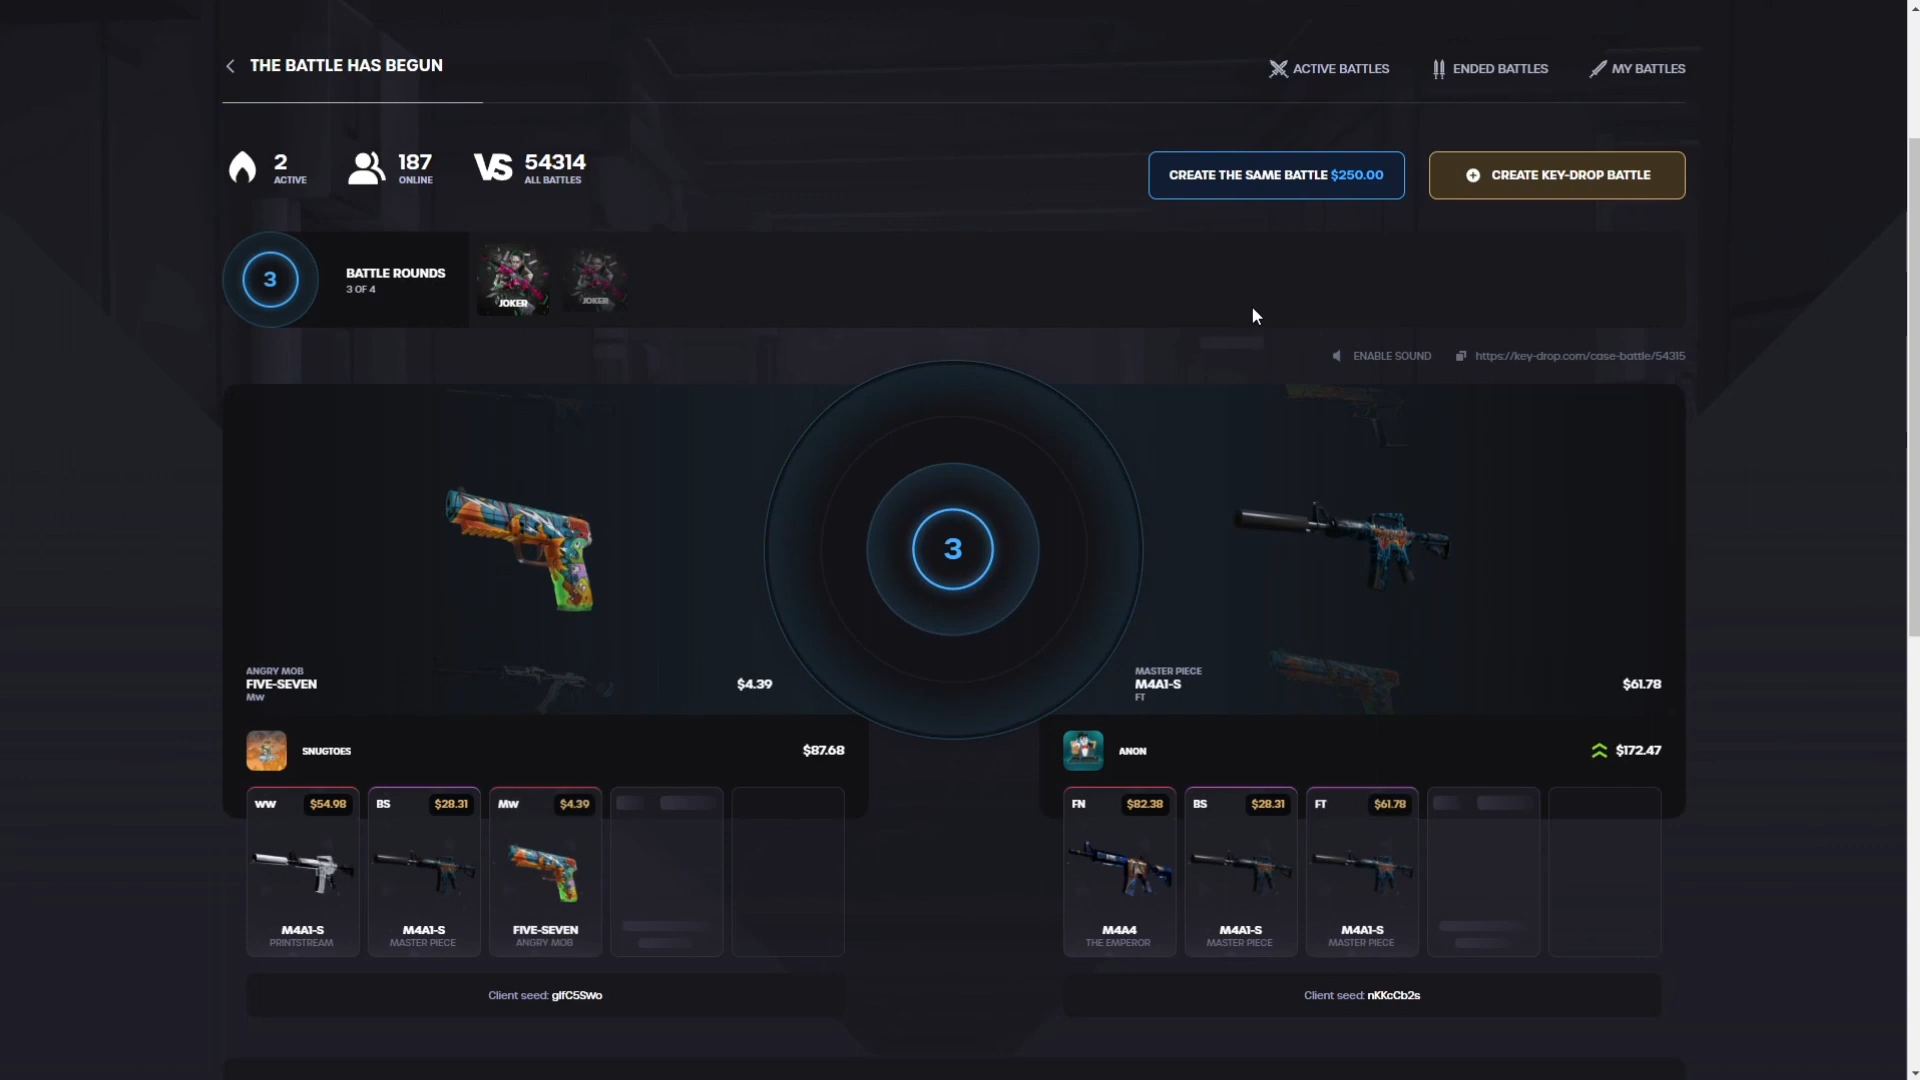 THE BATTLE HAS BEGUN
ACTIVE BATTLES
ENDED BATTLES
MY BATTLES
2
ACTIVE
187
ONLINE
VS
54314
ALL BATTLES
CREATE THE SAME BATTLE $250.00
CREATE KEY-DROP BATTLE
3
BATTLE ROUNDS
3 OF 4
JOKER
JOKER
ENABLE SOUND
https://key-drop.com/case-battle/54315
3
ANGRY MOB
FIVE-SEVEN
MW
$4.39
MASTER PIECE
M4A1-S
FT
$61.78
SNUGTOES
$87.68
ANON
$172.47
WW $54.98
M4A1-S
PRINTSTREAM
BS $28.31
M4A1-S
MASTER PIECE
MW $4.39
FIVE-SEVEN
ANGRY MOB
FN $82.38
M4A4
THE EMPEROR
BS $28.31
M4A1-S
MASTER PIECE
FT $61.78
M4A1-S
MASTER PIECE
Client seed: gIfC5SWo
Client seed: nKKcCb2s